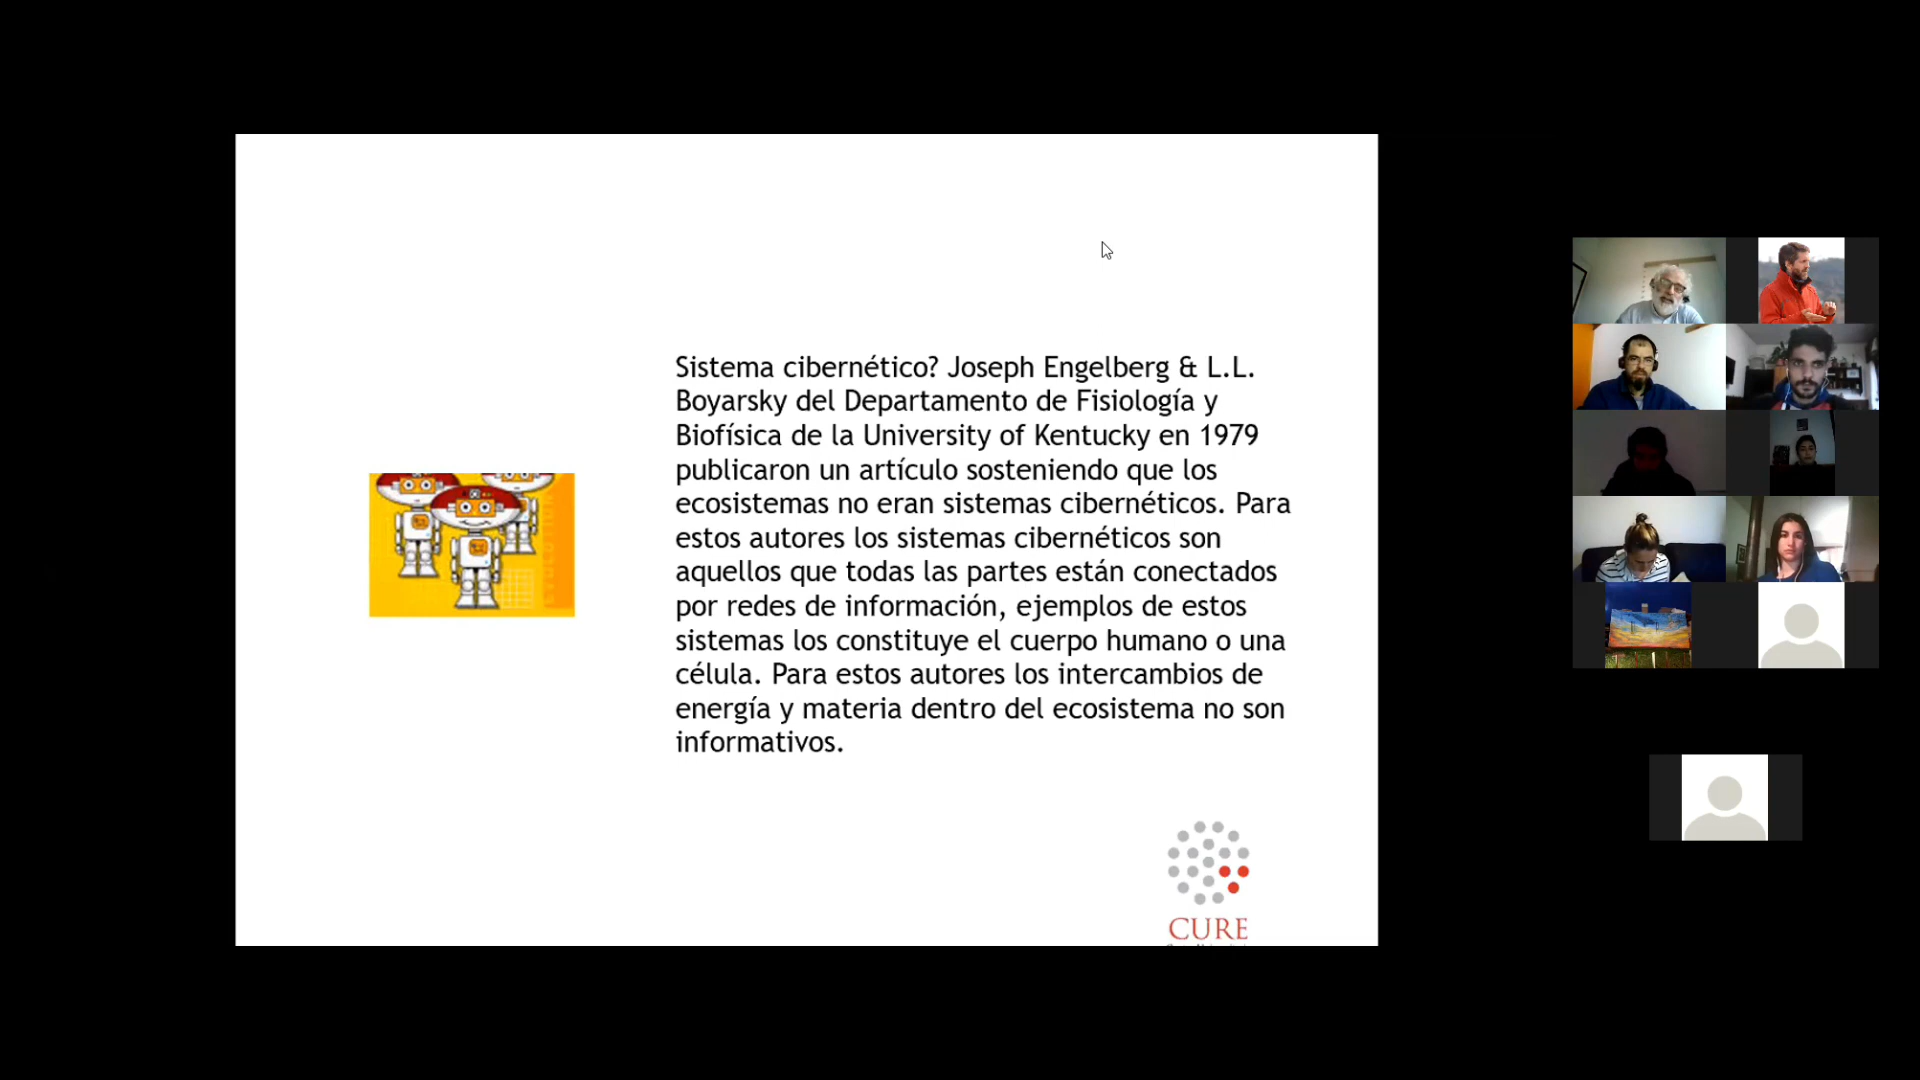 Sistema cibernético? Joseph Engelberg & L.L.
Boyarsky del Departamento de Fisiología y
Biofísica de la University of Kentucky en 1979
publicaron un artículo sosteniendo que los
ecosistemas no eran sistemas cibernéticos. Para
estos autores los sistemas cibernéticos son
aquellos que todas las partes están conectados
por redes de información, ejemplos de estos
sistemas los constituye el cuerpo humano o una
célula. Para estos autores los intercambios de
energía y materia dentro del ecosistema no son
informativos.
CURE